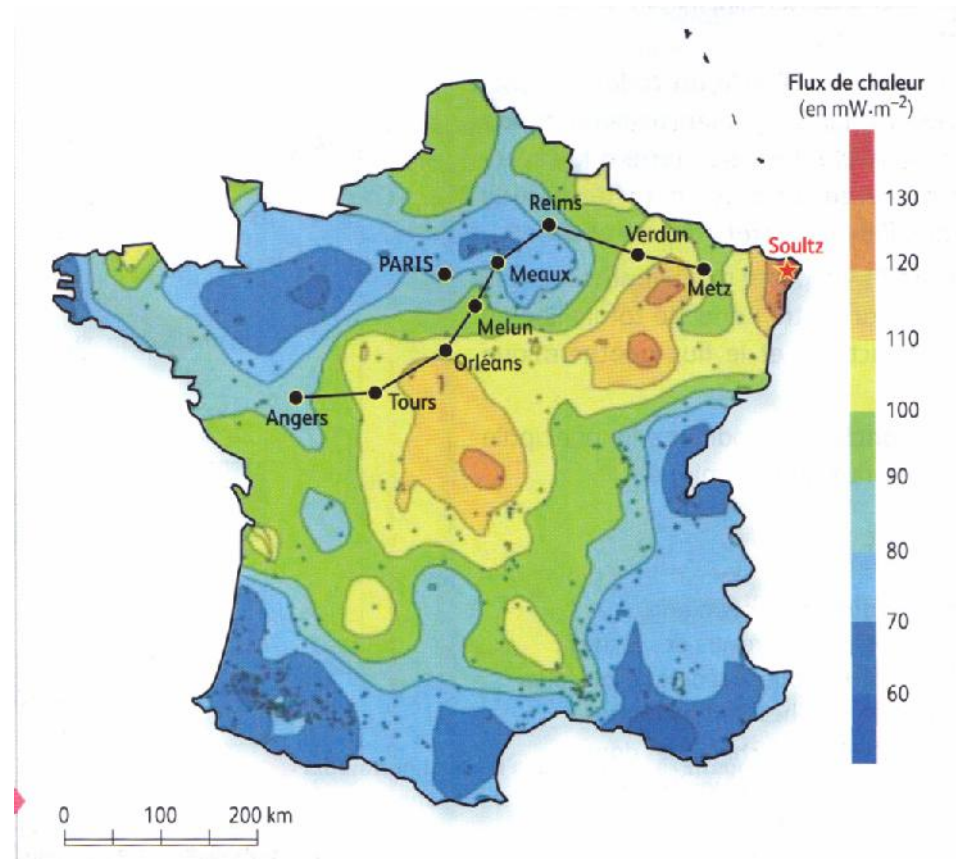 Flux de chaleur
(en mW·m⁻²)
130
120
110
100
90
80
70
60
Reims
Verdun
Soultz
PARIS
Meaux
Metz
Melun
Orléans
Tours
Angers
0 100 200 km